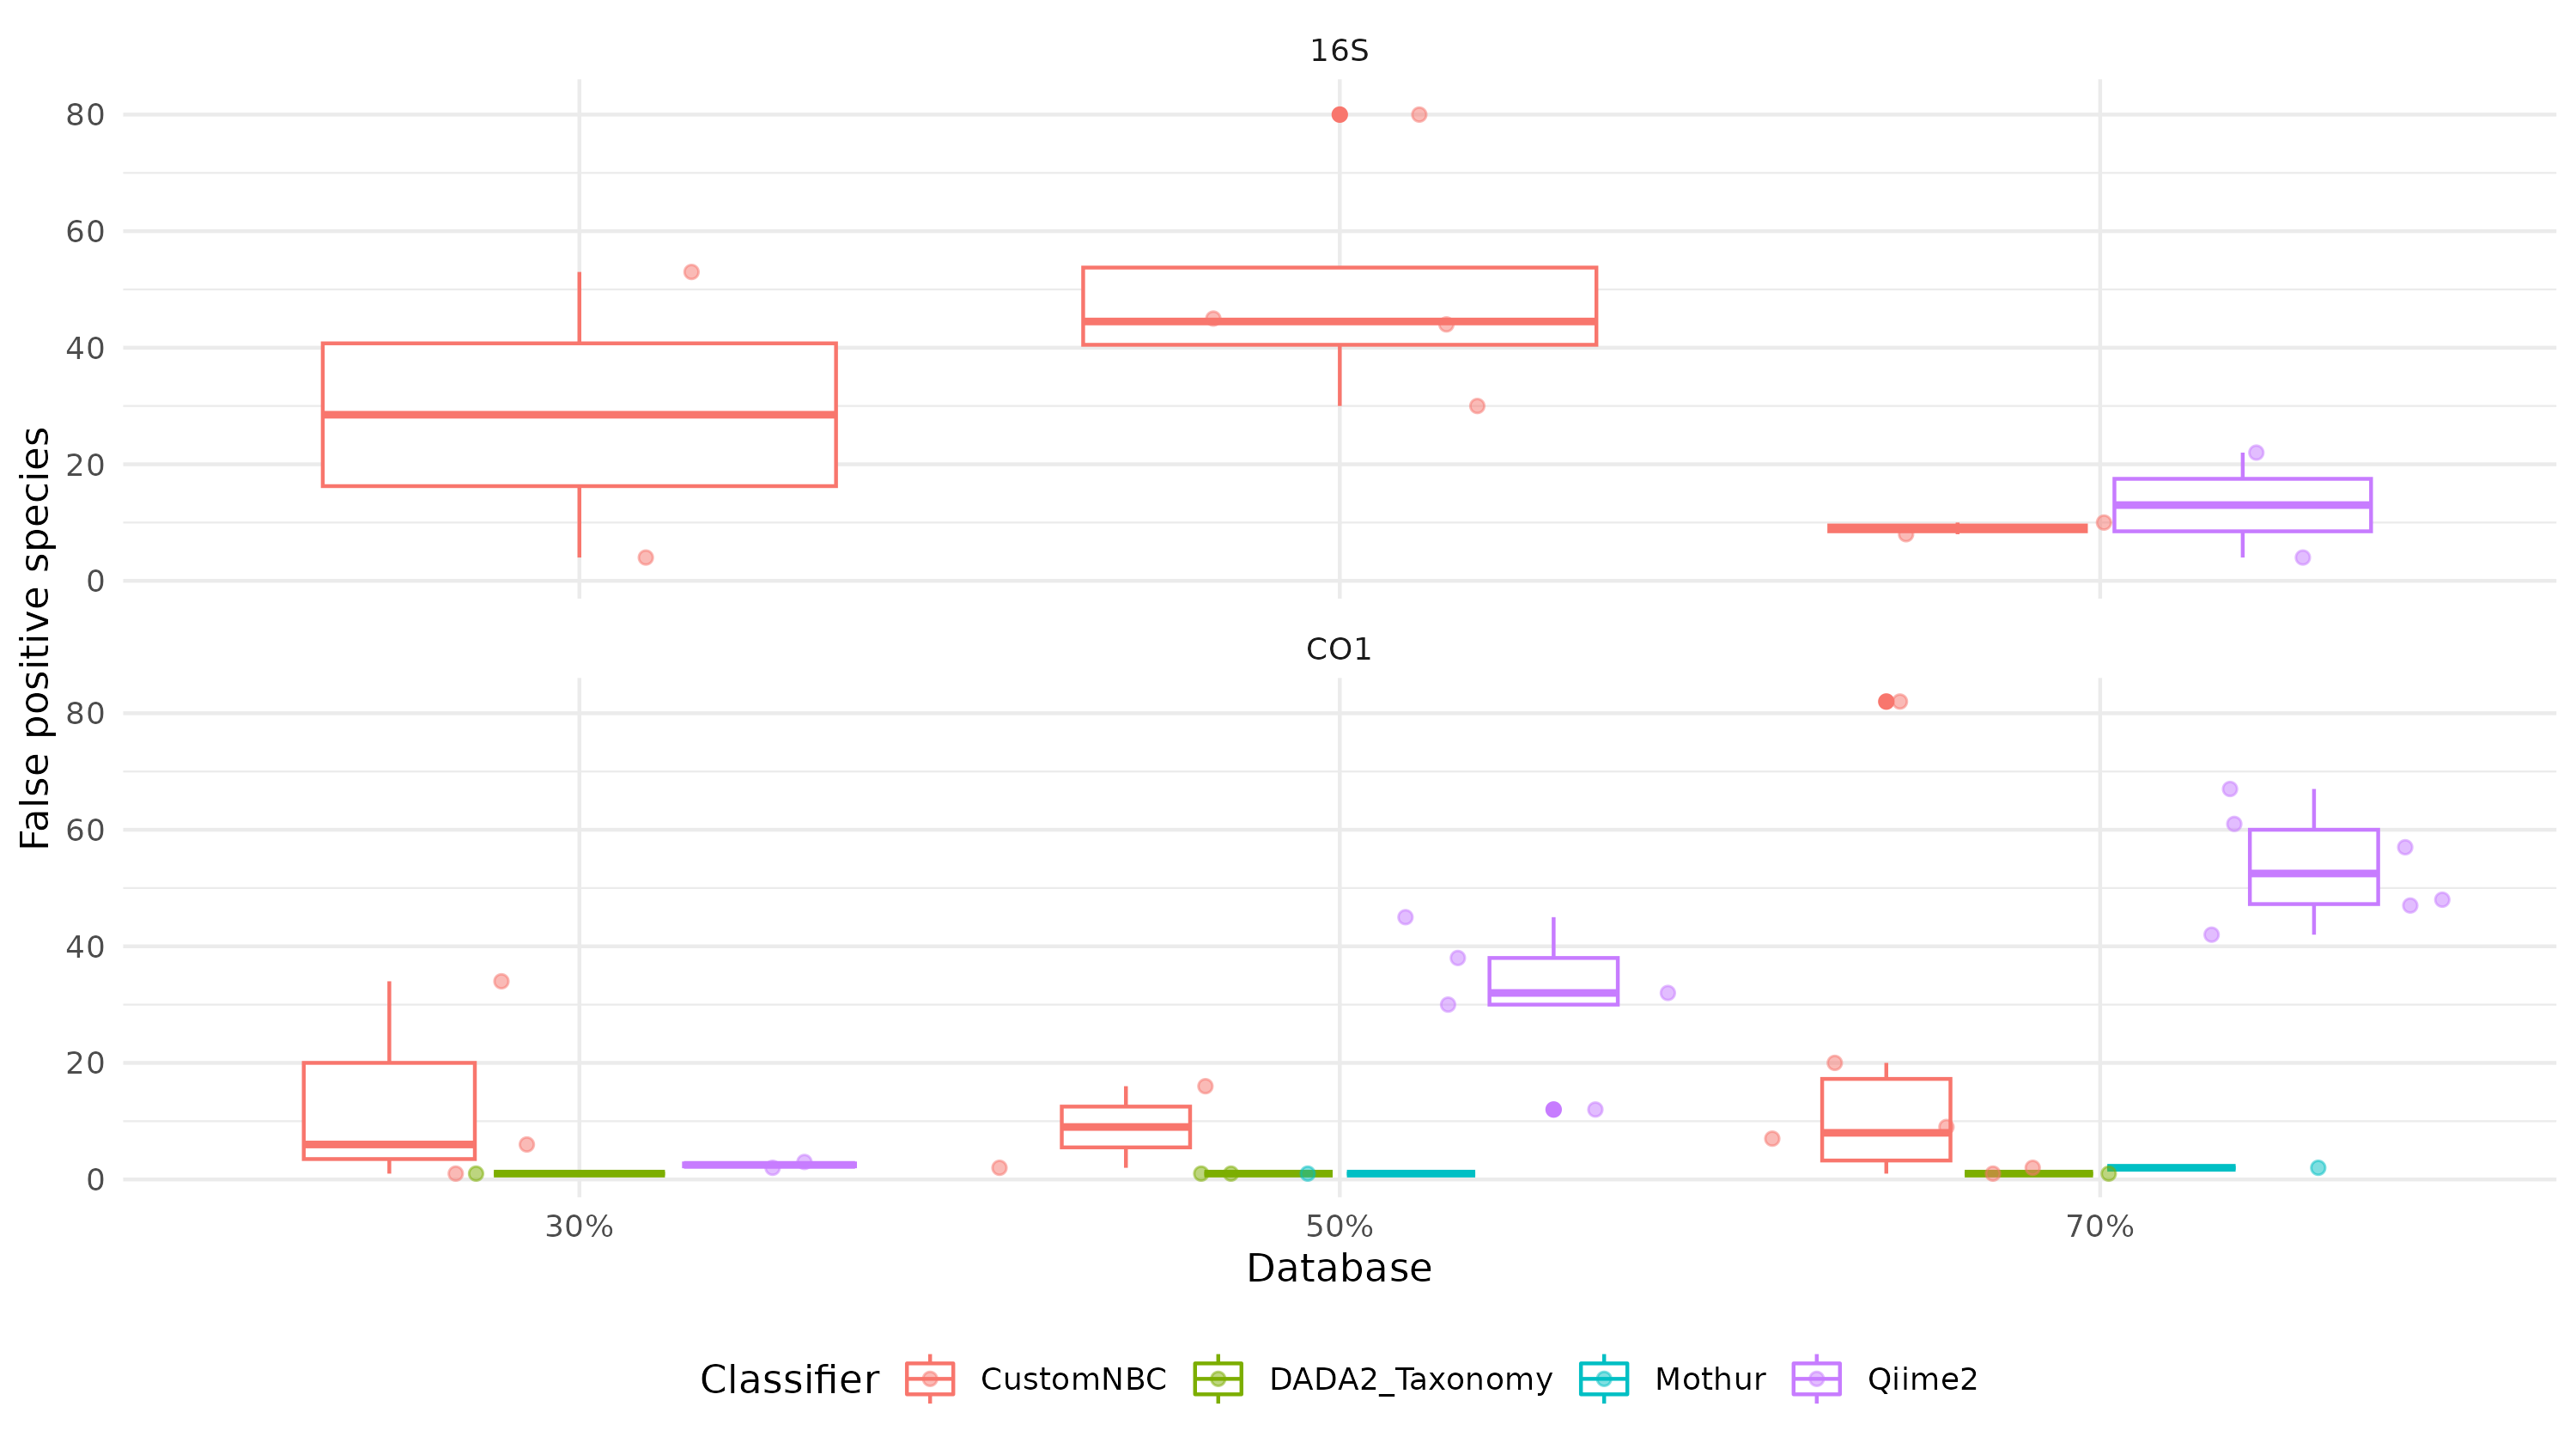 16S
80
60
40
20
0
CO1
80
60
40
20
0
False positive species
30% 50% 70%
Database
Classifier CustomNBC DADA2_Taxonomy Mothur Qiime2